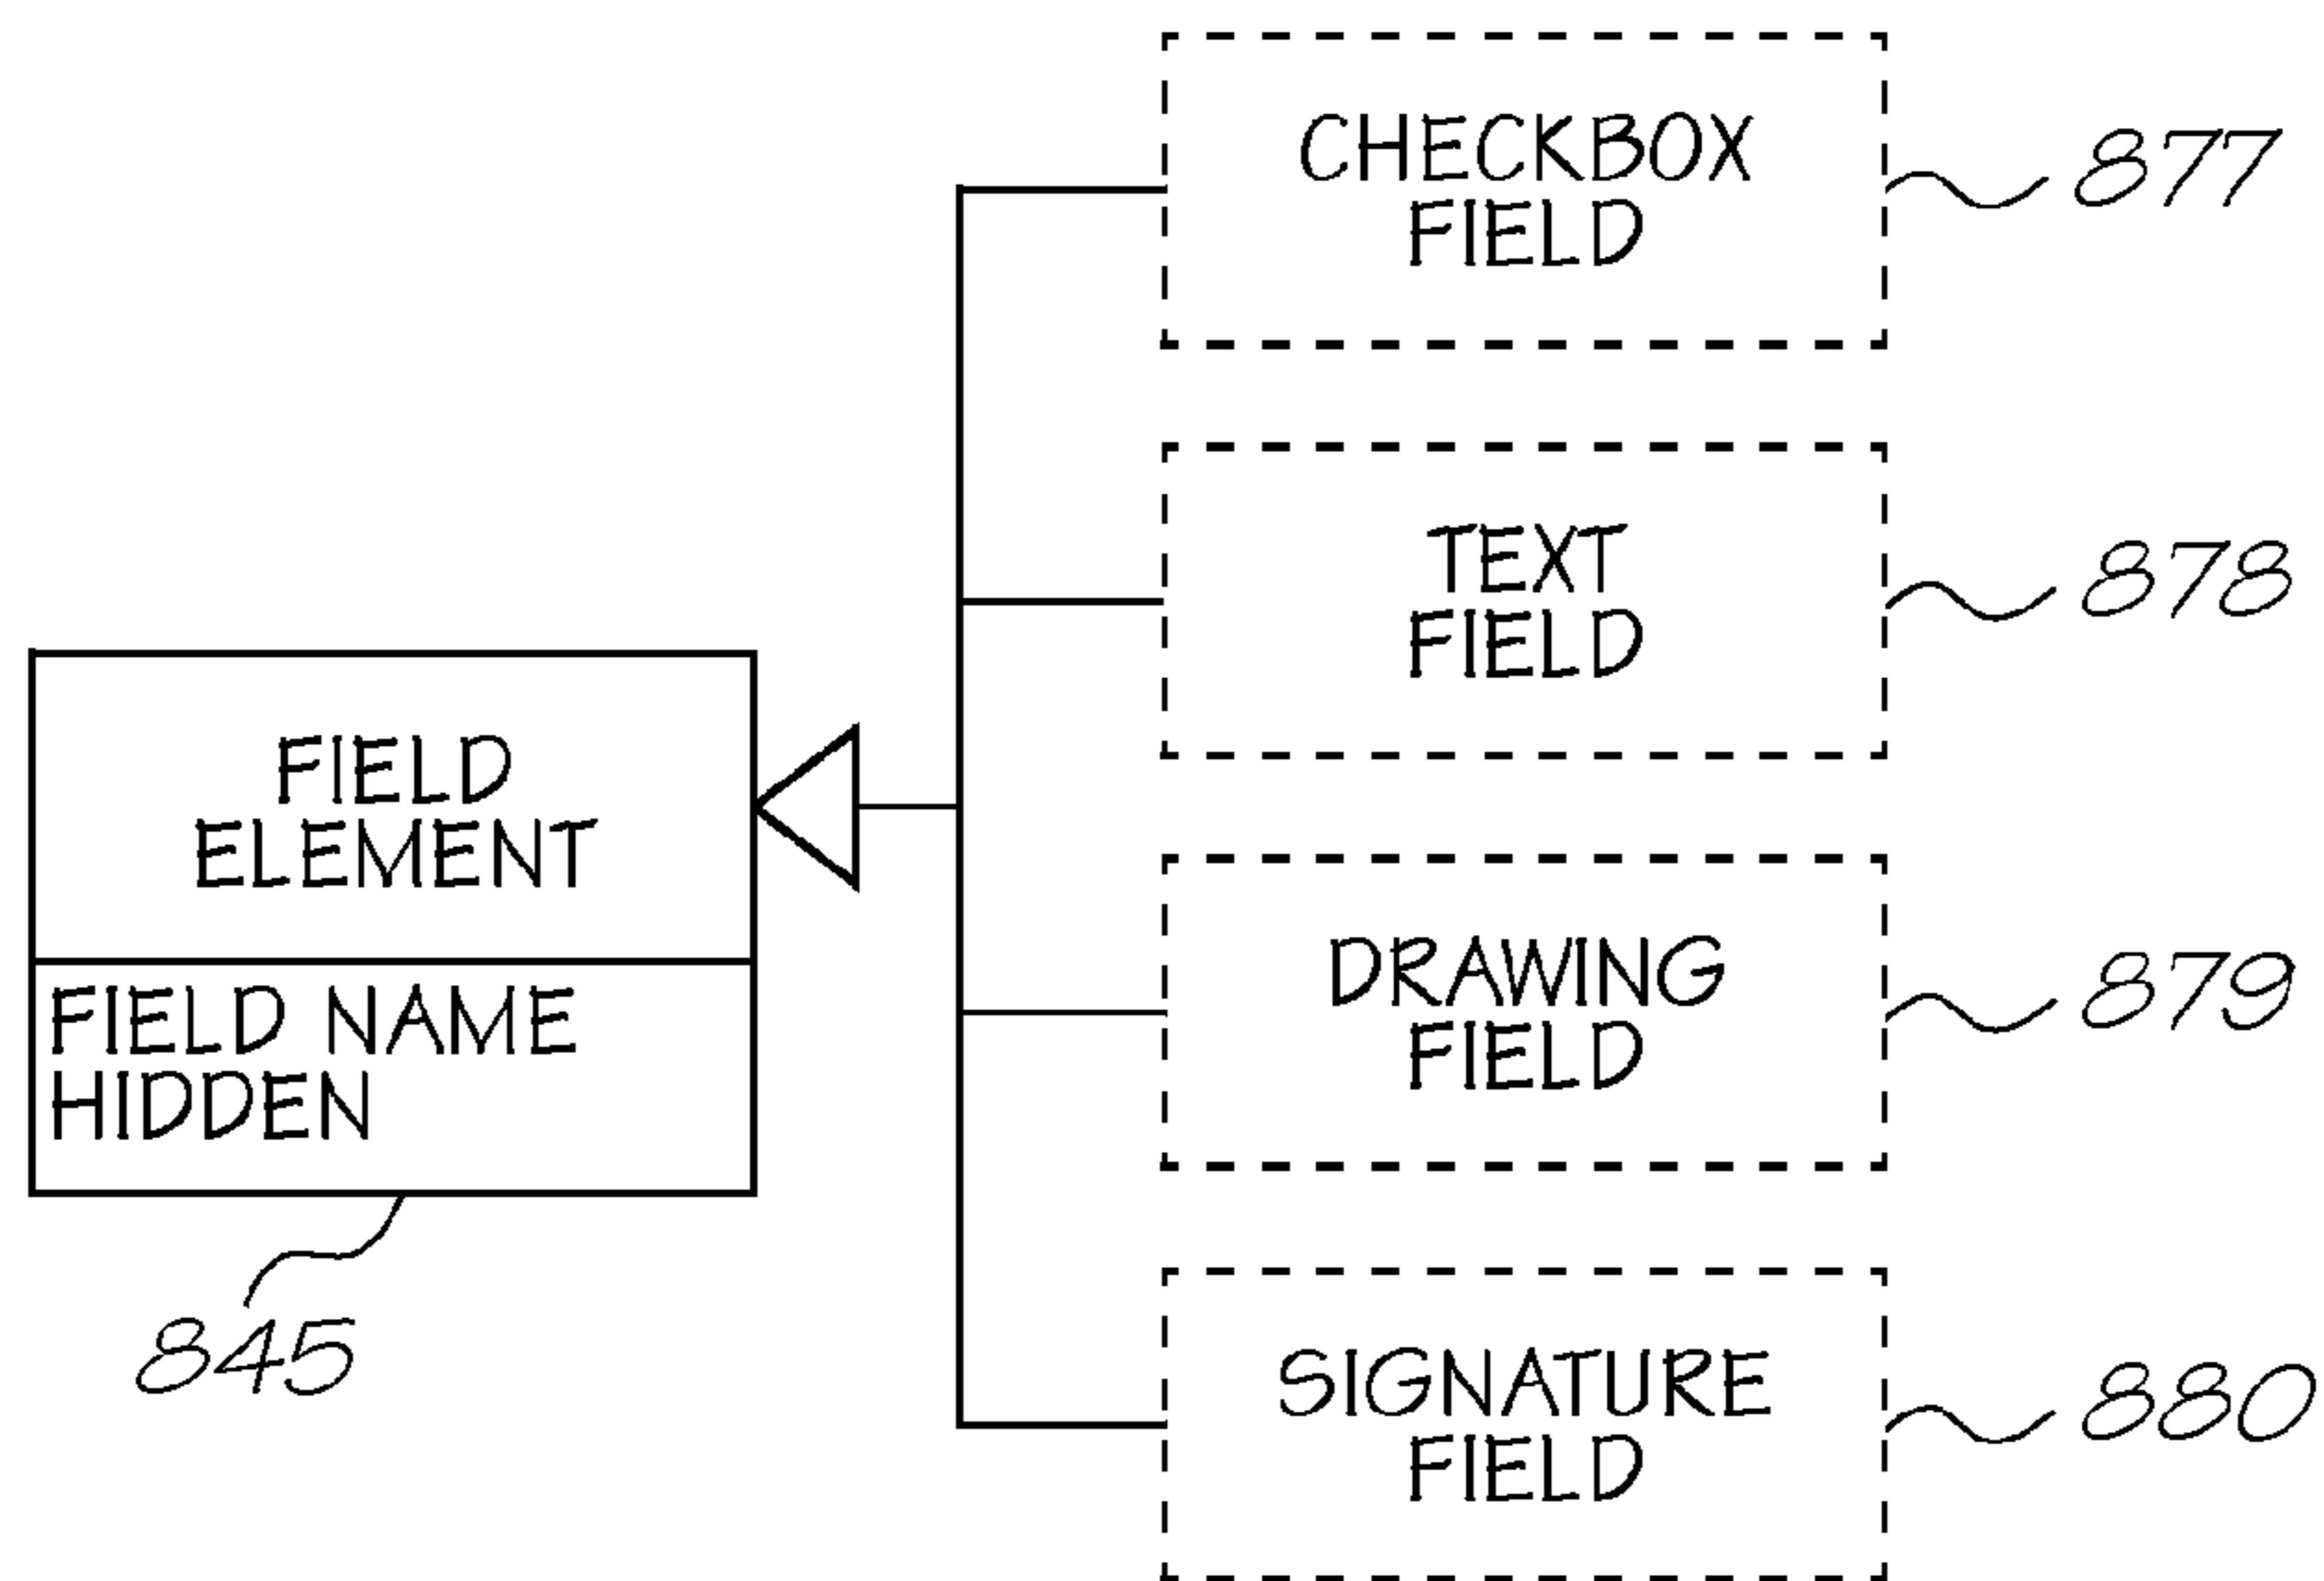 CHECKBOX
FIELD
877
TEXT
FIELD
878
FIELD
ELEMENT
FIELD NAME
HIDDEN
845
DRAWING
FIELD
879
SIGNATURE
FIELD
880